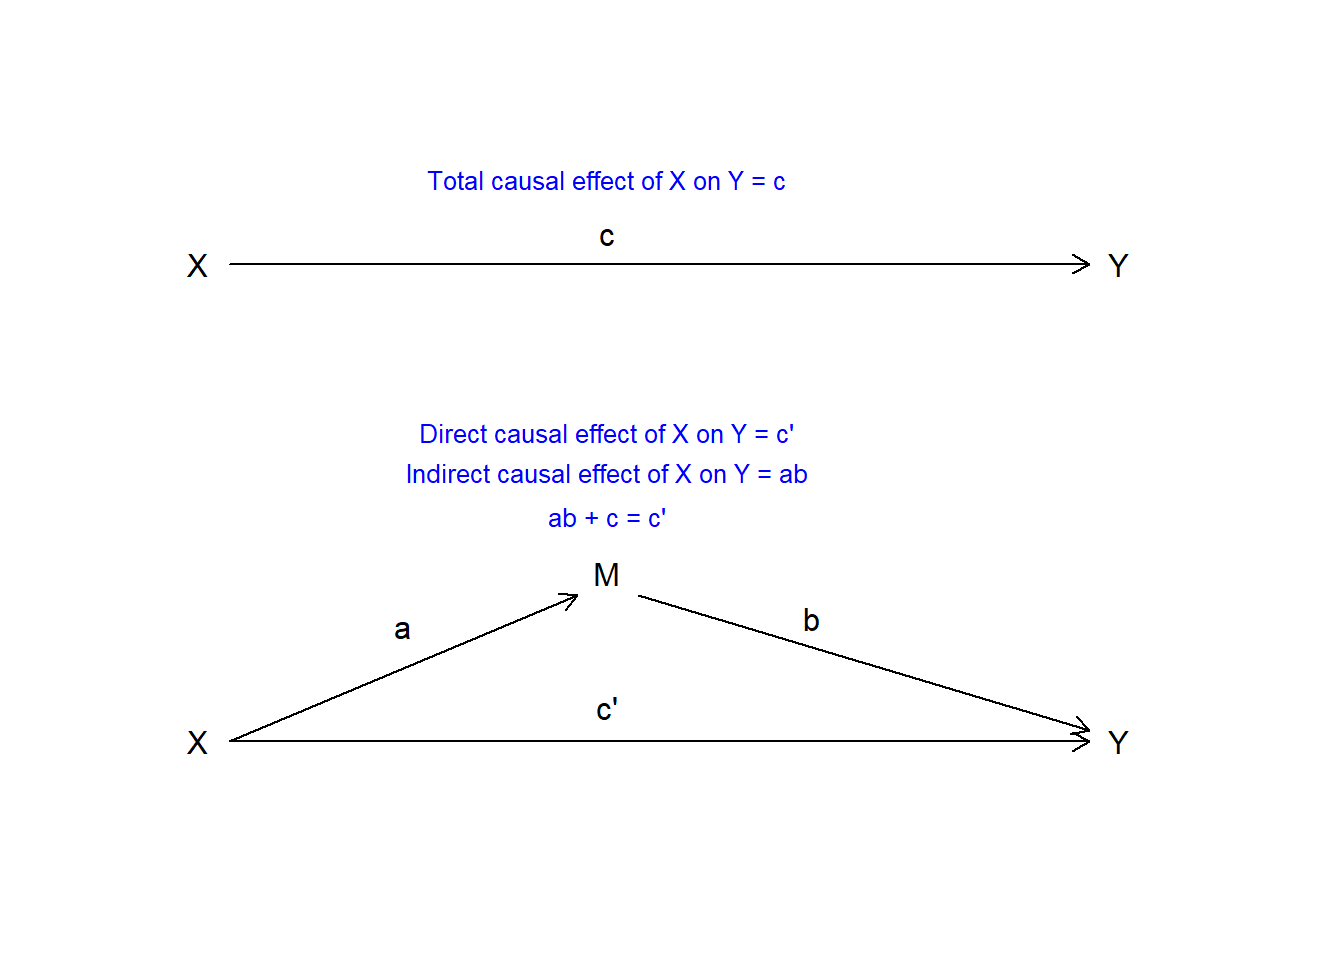 Total causal effect of X on Y = c
c
X
Y
Direct causal effect of X on Y = c'
Indirect causal effect of X on Y = ab
ab + c = c'
M
a
b
c'
X
Y